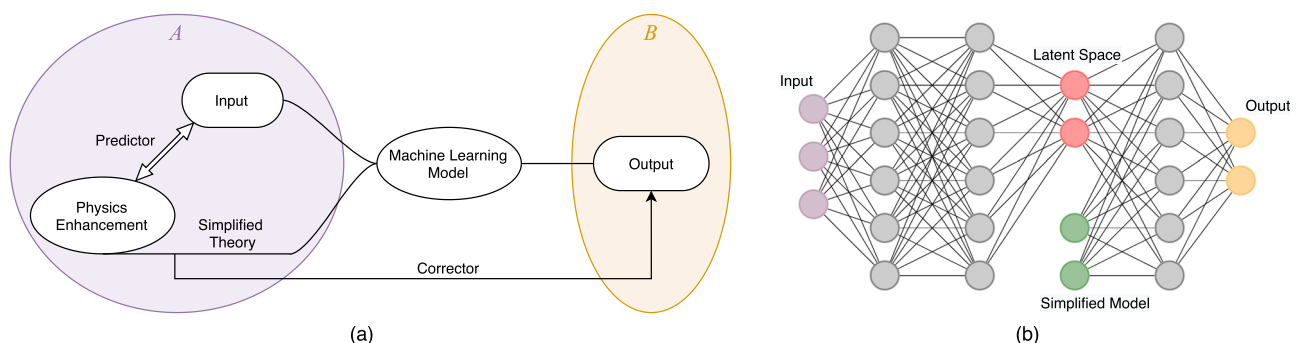 A
Input
Predictor
Physics
Enhancement
Simplified
Theory
Machine Learning
Model
B
Output
Corrector
(a)
Input
Latent Space
Output
Simplified Model
(b)